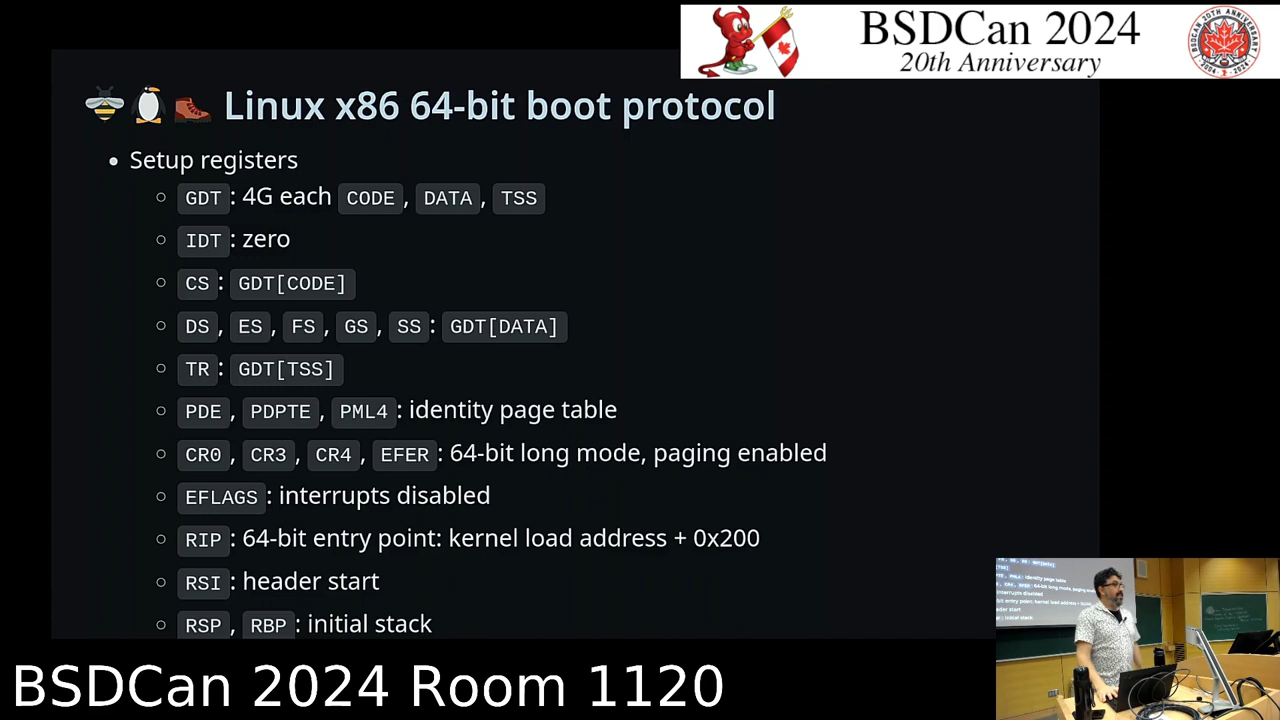 BSDCan 2024
20th Anniversary
Linux x86 64-bit boot protocol
Setup registers
GDT: 4G each CODE, DATA, TSS
IDT: zero
CS: GDT[CODE]
DS, ES, FS, GS, SS: GDT[DATA]
TR: GDT[TSS]
PDE, PDPTE, PML4: identity page table
CR0, CR3, CR4, EFER: 64-bit long mode, paging enabled
EFLAGS: interrupts disabled
RIP: 64-bit entry point: kernel load address + 0x200
RSI: header start
RSP, RBP: initial stack
BSDCan 2024 Room 1120